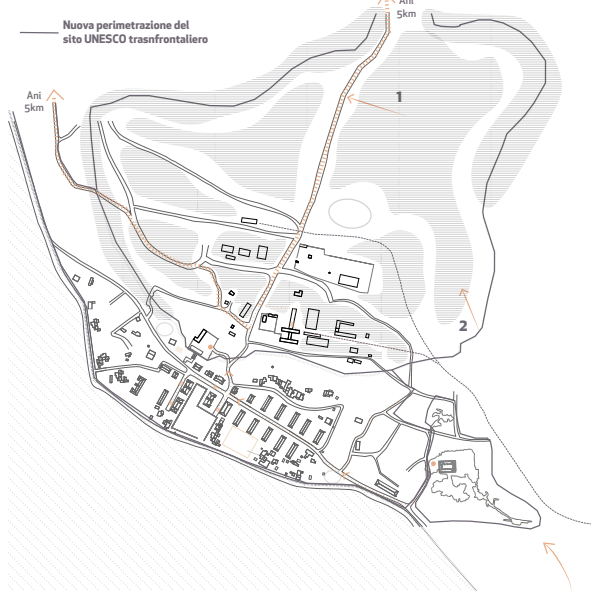 Ani
5km
Nuova perimetrazione del
sito UNESCO trasnfrontaliero
Ani
5km
1
2